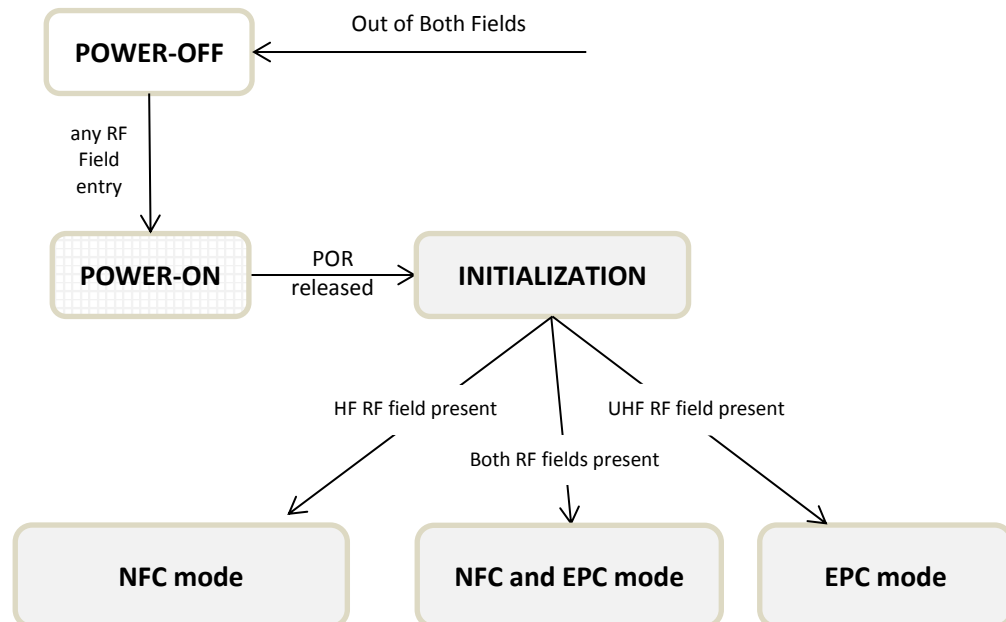 Out of Both Fields
POWER-OFF
any RF
Field
entry
POWER-ON
POR
released
INITIALIZATION
HF RF field present
UHF RF field present
Both RF fields present
NFC mode
NFC and EPC mode
EPC mode